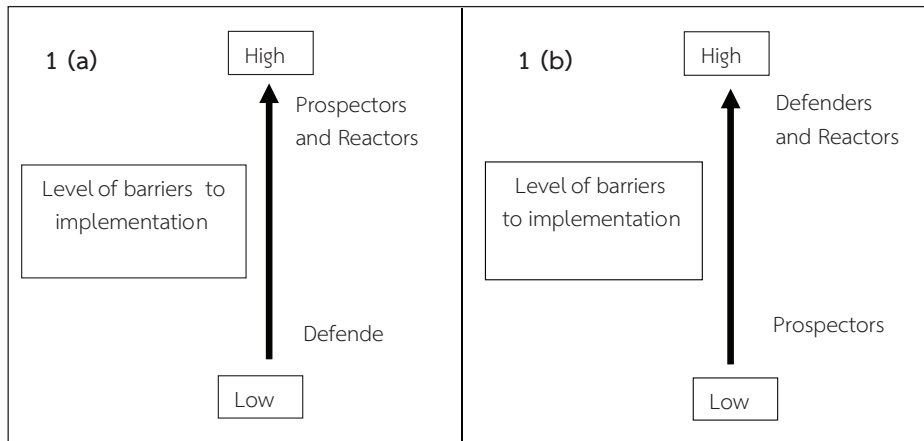 1 (a)
High
Prospectors
and Reactors
Level of barriers to
implementation
Defende
Low
1 (b)
High
Defenders
and Reactors
Level of barriers
to implementation
Prospectors
Low